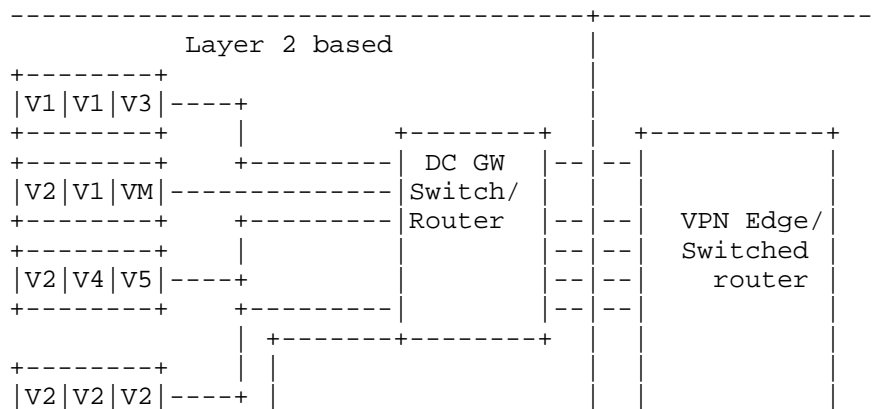 Layer 2 based
|V1|V1|V3|
DC GW
|V2|V1|VM| Switch/
Router VPN Edge/
Switched
|V2|V4|V5| router
|V2|V2|V2|